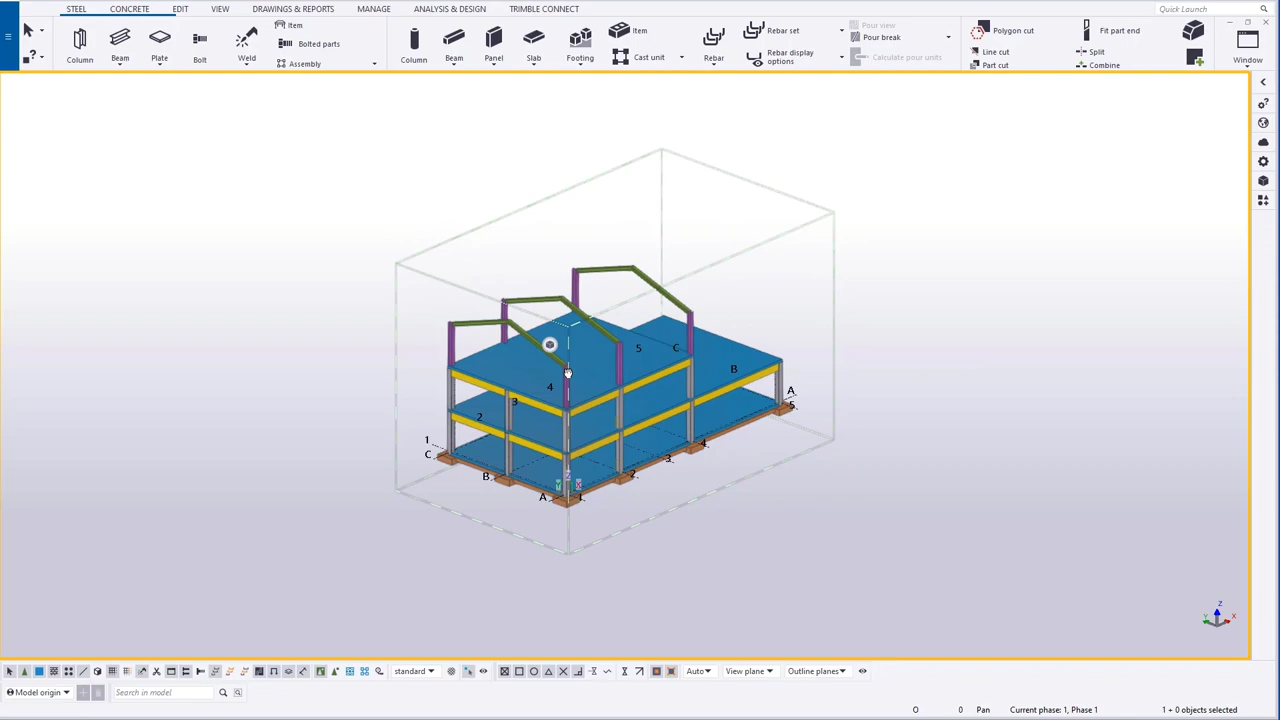 STEEL CONCRETE EDIT VIEW DRAWINGS & REPORTS MANAGE ANALYSIS & DESIGN TRIMBLE CONNECT Quick Launch
Item
Column Beam Plate Bolt Weld
Bolted parts
Assembly
Column Beam Panel Slab Footing
Item
Cast unit
Rebar
Rebar set
Rebar display
options
Pour view
Pour break
Calculate pour units
Polygon cut
Line cut
Part cut
Fit part end
Split
Combine
Window
5 C
B
4
A
3
5
2
1
4
C
3
B
2
A
1
Z
Y X
Z
Y X
standard Auto View plane Outline planes
Model origin Search in model
O 0 Pan Current phase: 1, Phase 1 1 + 0 objects selected